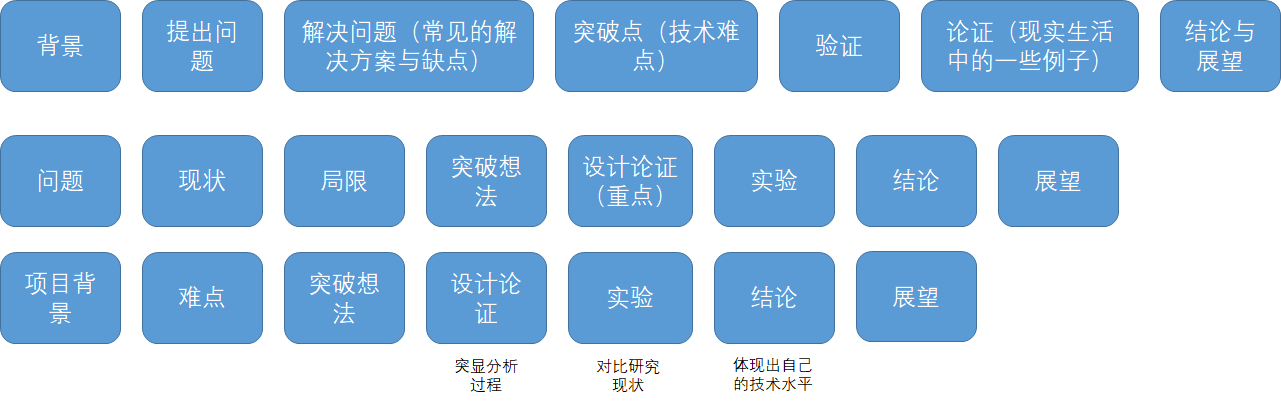 背景
提出问
题
解决问题（常见的解
决方案与缺点）
突破点（技术难
点）
验证
论证（现实生活
中的一些例子）
结论与
展望
问题
现状
局限
突破想
法
设计论证
（重点）
实验
结论
展望
项目背
景
难点
突破想
法
设计论
证
实验
结论
展望
突显分析
过程
对比研究
现状
体现出自己
的技术水平